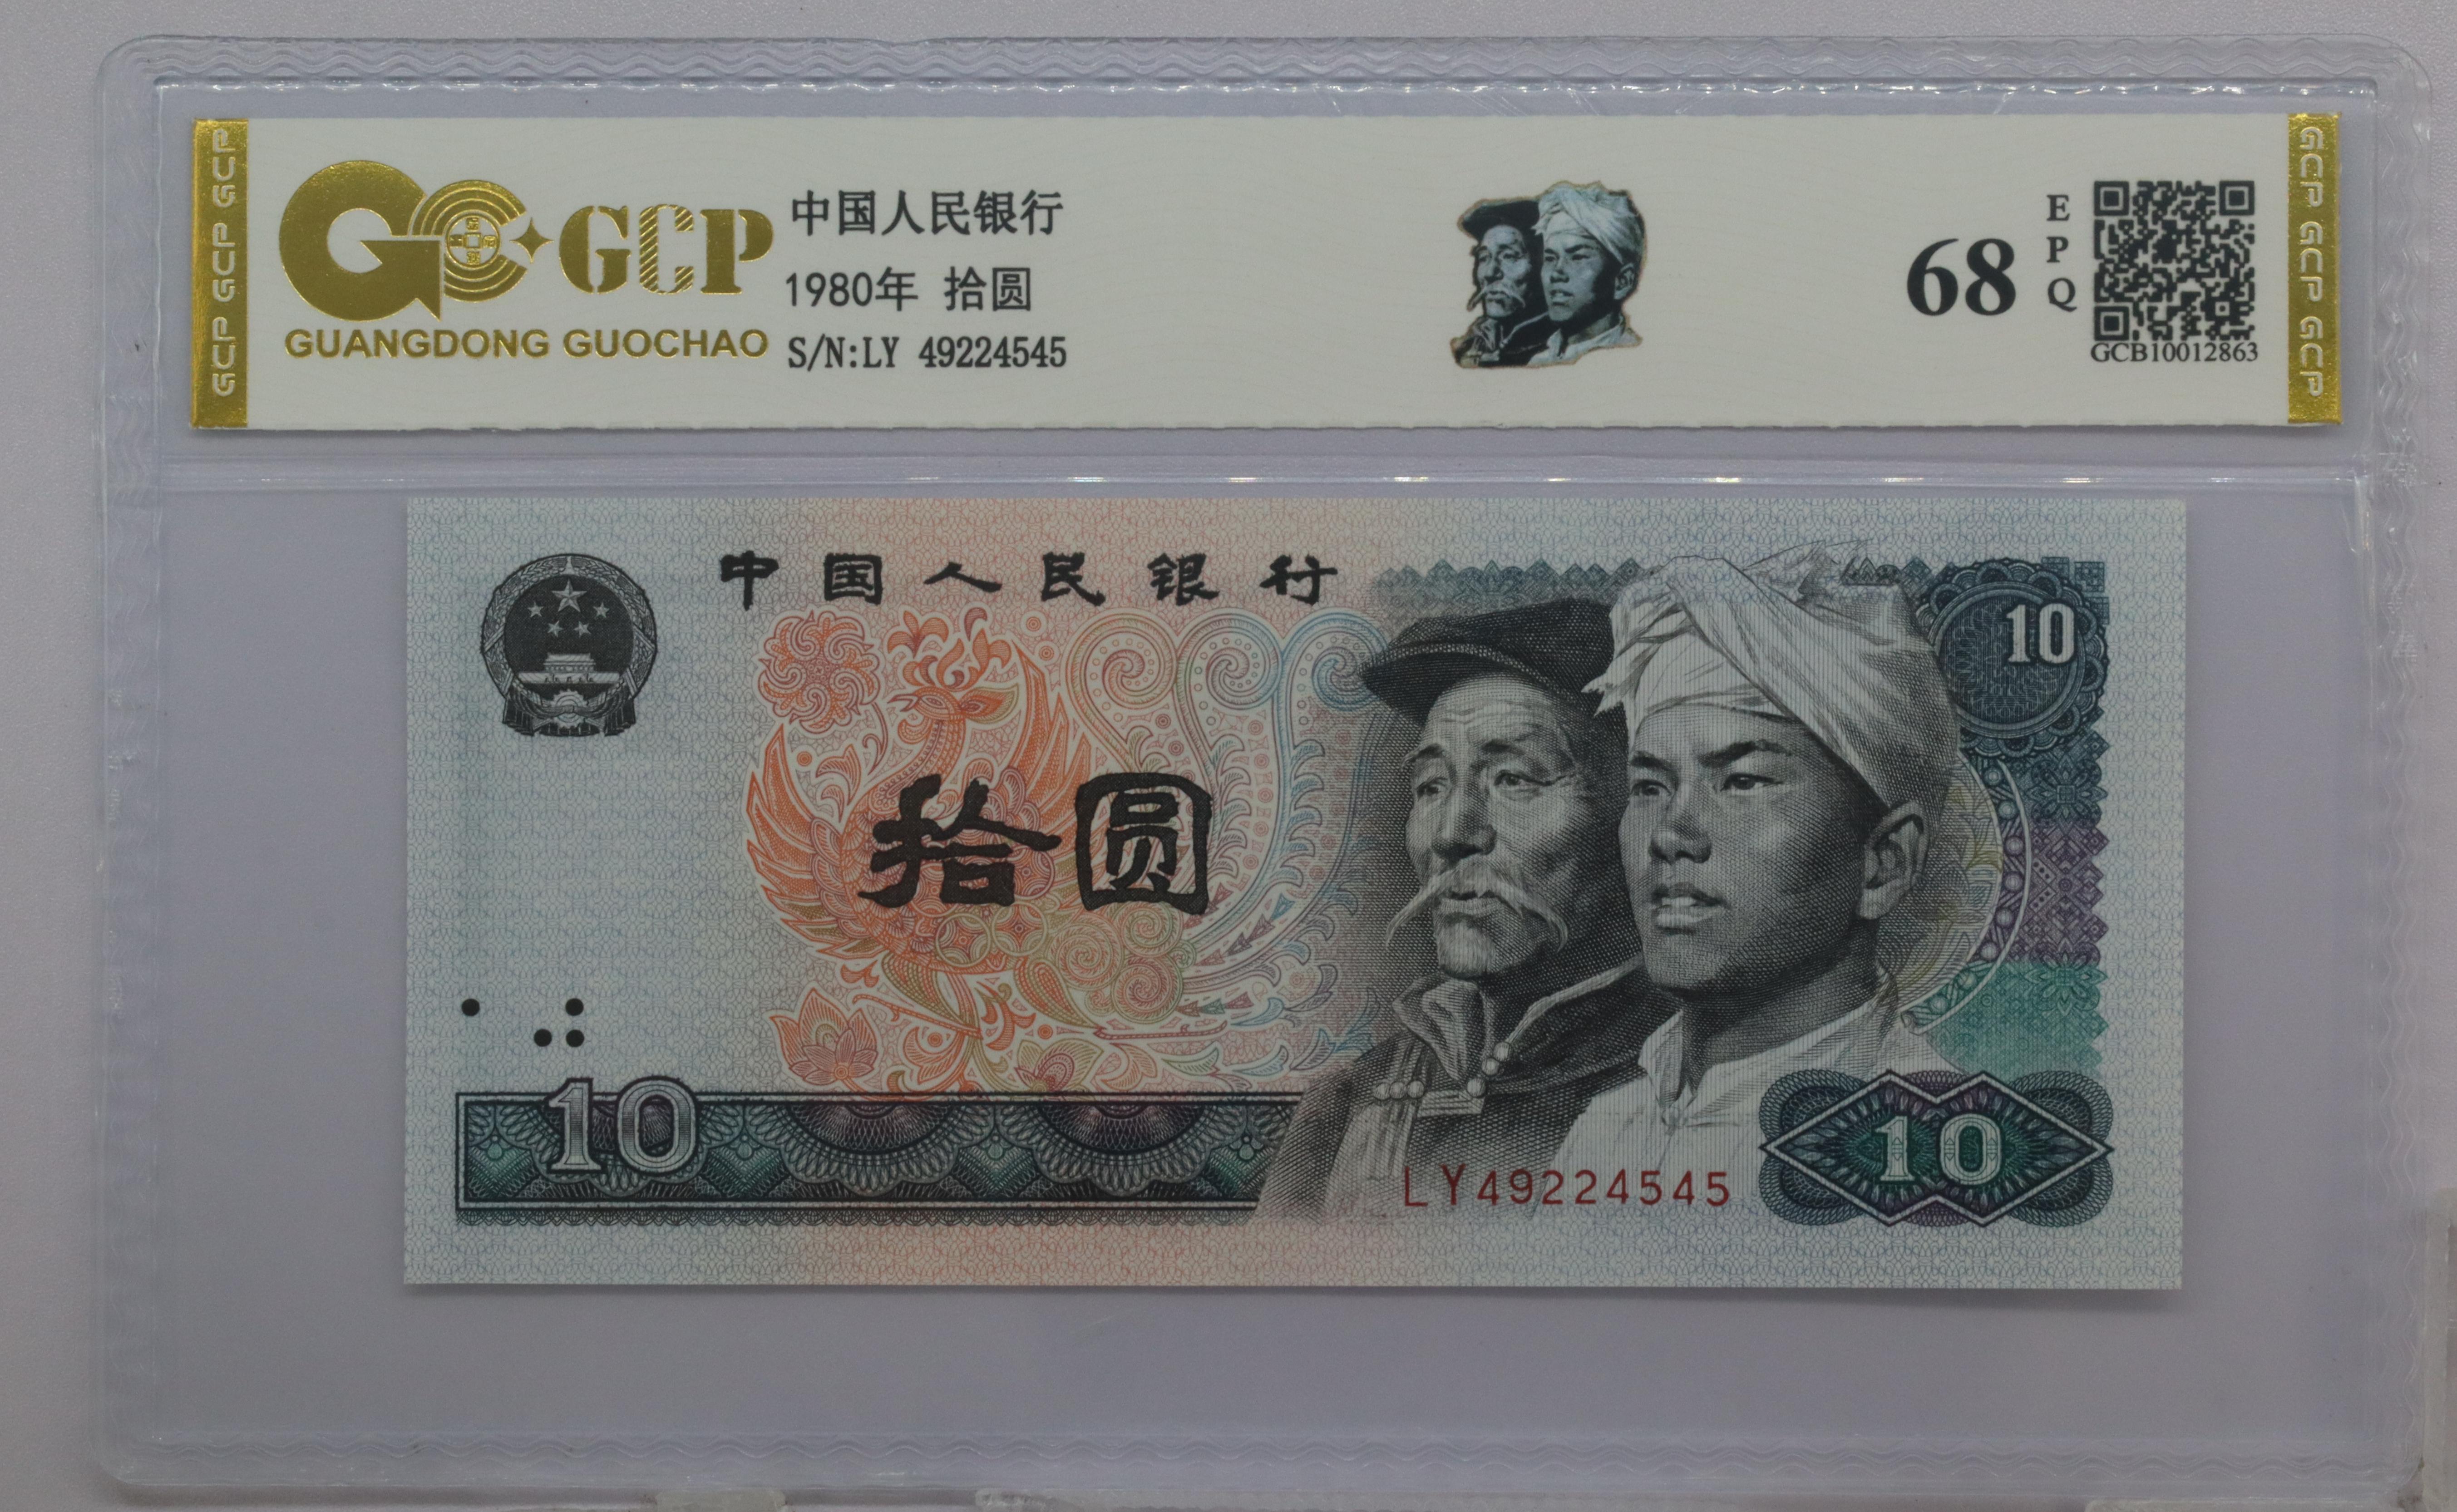 GCP GCP GCP
GCP
GUANGDONG GUOCHAO
中国人民银行
1980年 拾圆
S/N:LY 49224545
68
EPQ
GCB10012863
GCP GCP GCP
中国人民银行
10
拾圆
10
LY49224545
10